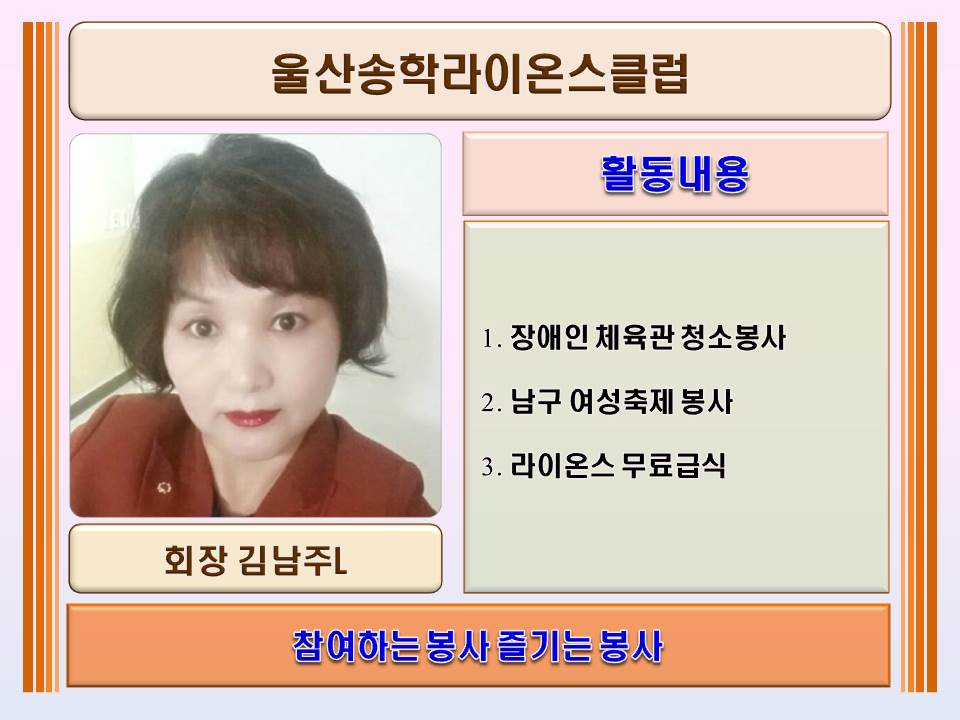 울산송학라이온스클럽
활동내용
1. 장애인 체육관 청소봉사
2. 남구 여성축제 봉사
3. 라이온스 무료급식
회장 김남주L
참여하는 봉사 즐기는 봉사